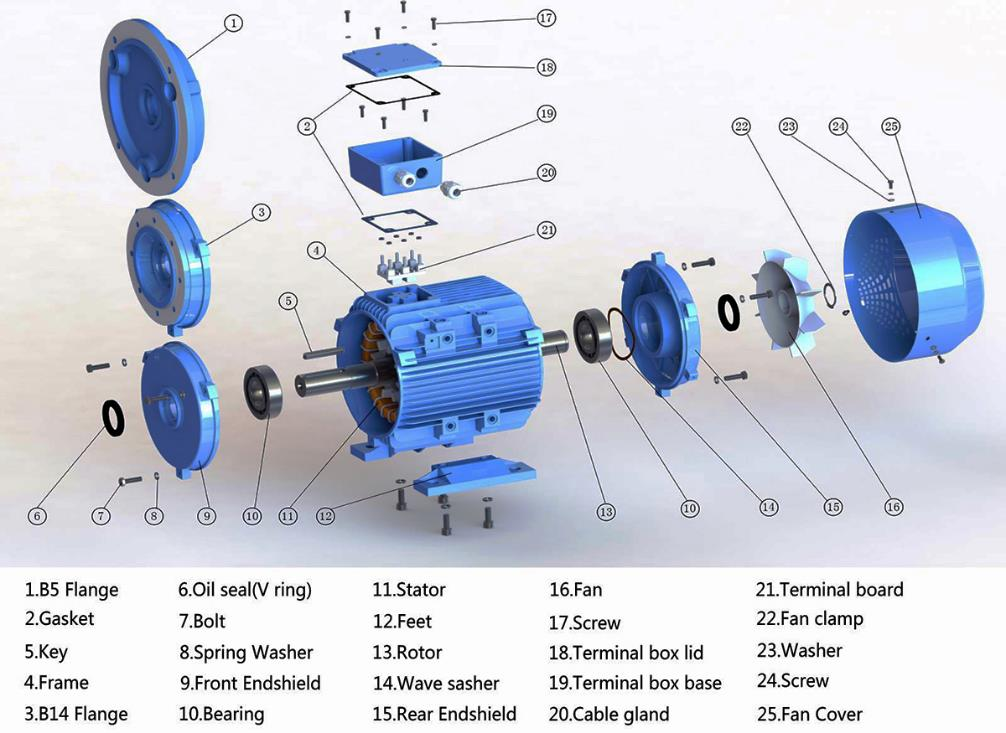 1
17
18
2
19
22
23
24
25
20
3
21
4
5
6
7
8
9
10
11
12
13
10
14
15
16
1.B5 Flange
2.Gasket
5.Key
4.Frame
3.B14 Flange
6.Oil seal(V ring)
7.Bolt
8.Spring Washer
9.Front Endshield
10.Bearing
11.Stator
12.Feet
13.Rotor
14.Wave sasher
15.Rear Endshield
16.Fan
17.Screw
18.Terminal box lid
19.Terminal box base
20.Cable gland
21.Terminal board
22.Fan clamp
23.Washer
24.Screw
25.Fan Cover